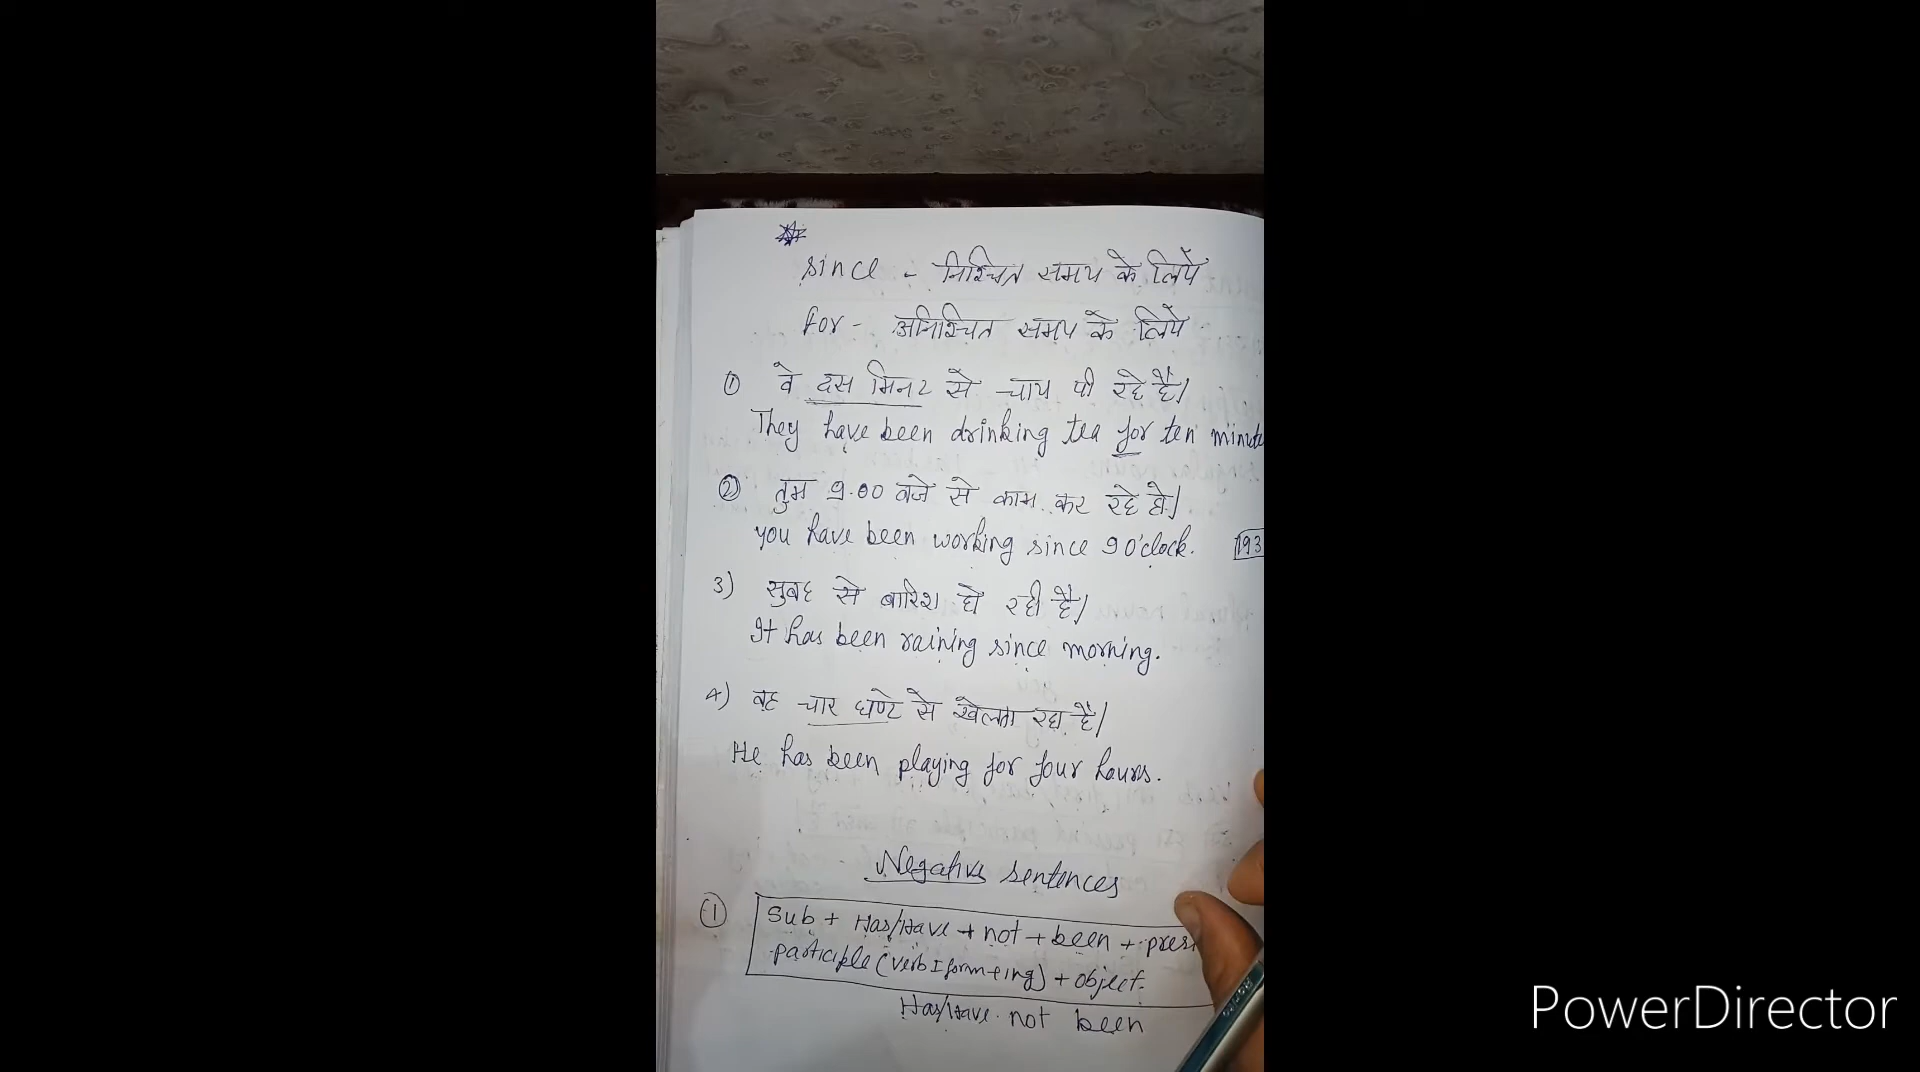 since - निश्चित समय के लिये
for - अनिश्चित समय के लिये
① वे दस मिनट से चाय पी रहे हैं।
They have been drinking tea for ten minute
② तुम 9.00 बजे से काम कर रहे हो।
you have been working since 9 o'clock.
193
3) सुबह से बारिश हो रही है।
It has been raining since morning.
4) वह चार घण्टे से खेलता रहा है।
He has been playing for four hours.
Negative sentences
① Sub + Has/Have + not + been + pres
participle (verb I form + ing) + object.
Has/Have not been
PowerDirector